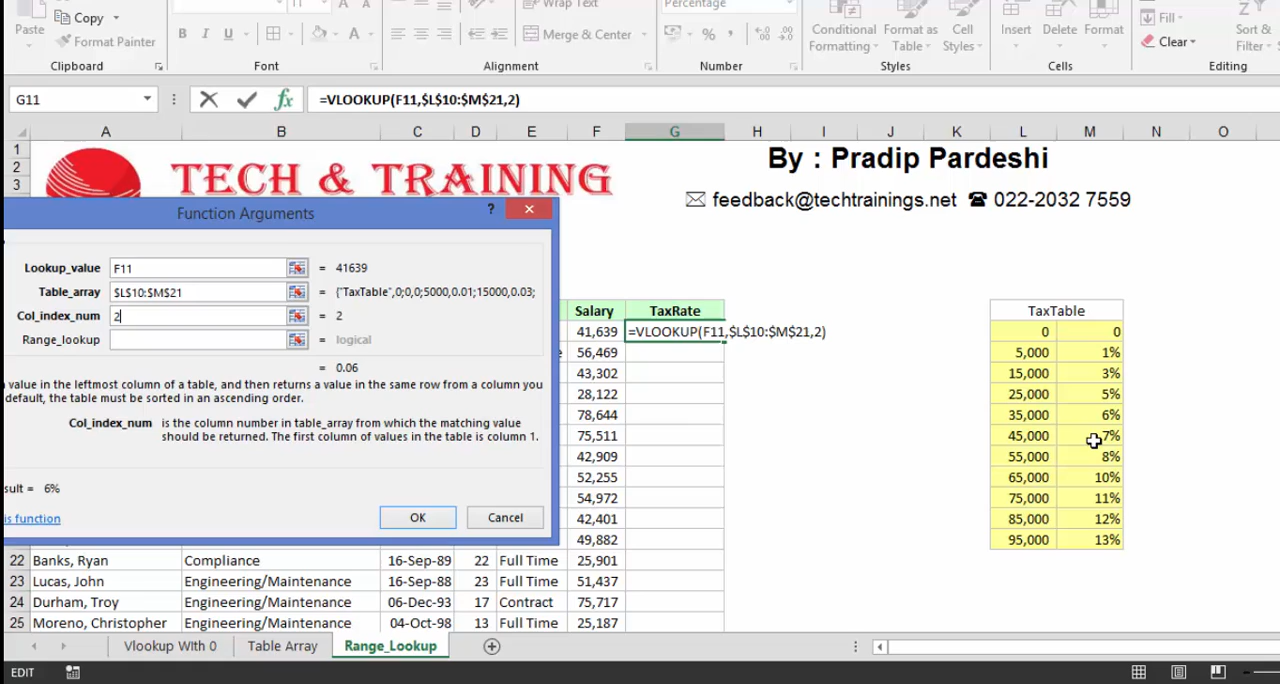 Copy
Wrap Text
Percentage
Paste
Format Painter
B I U
Merge & Center
Conditional Formatting
Format as Table
Cell Styles
Insert
Delete
Format
Fill
Clear
Sort &
Filter
Clipboard
Font
Alignment
Number
Styles
Cells
Editing
G11
=VLOOKUP(F11,$L$10:$M$21,2)
A B C D E F G H I J K L M N O
1
2
3
TECH & TRAINING
By : Pradip Pardeshi
feedback@techtrainings.net 022-2032 7559
Function Arguments
?
Lookup_value F11 = 41639
Table_array $L$10:$M$21 = {"TaxTable",0;0,0;5000,0.01;15000,0.03;
Col_index_num 2 = 2
Range_lookup = logical
= 0.06
value in the leftmost column of a table, and then returns a value in the same row from a column you
default, the table must be sorted in an ascending order.
Col_index_num is the column number in table_array from which the matching value
should be returned. The first column of values in the table is column 1.
sult = 6%
is function
OK
Cancel
Salary TaxRate
41,639 =VLOOKUP(F11,$L$10:$M$21,2)
56,469
43,302
28,122
78,644
75,511
42,909
52,255
54,972
42,401
49,882
22 Banks, Ryan Compliance 16-Sep-89 22 Full Time 25,901
23 Lucas, John Engineering/Maintenance 16-Sep-88 23 Full Time 51,437
24 Durham, Troy Engineering/Maintenance 06-Dec-93 17 Contract 75,717
25 Moreno, Christopher Engineering/Maintenance 04-Oct-98 13 Full Time 25,187
TaxTable
0 0
5,000 1%
15,000 3%
25,000 5%
35,000 6%
45,000 7%
55,000 8%
65,000 10%
75,000 11%
85,000 12%
95,000 13%
Vlookup With 0
Table Array
Range_Lookup
EDIT